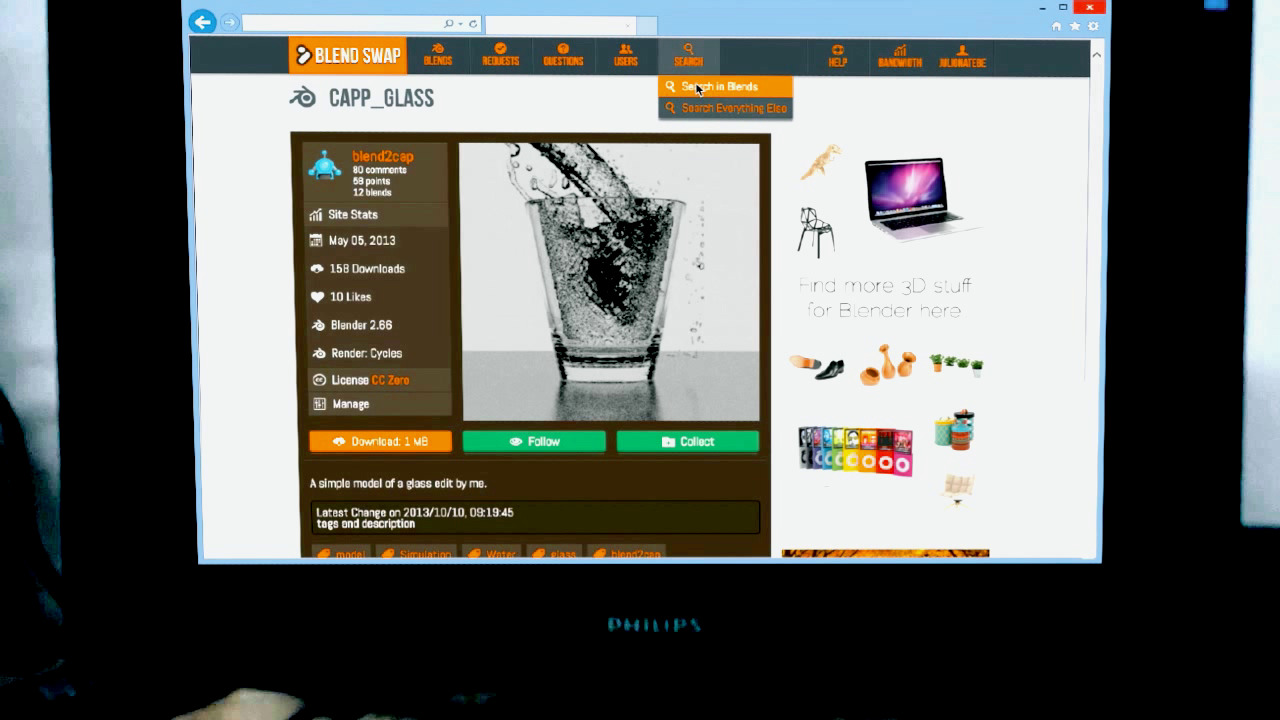 BLEND SWAP
BLENDS
REQUESTS
QUESTIONS
USERS
SEARCH
HELP
BANDWIDTH
JULIORATEBE
Search in Blends
Search Everything Else
CAPP_GLASS
blend2cap
80 comments
58 points
12 blends
Site Stats
May 05, 2013
158 Downloads
10 Likes
Blender 2.66
Render: Cycles
License CC Zero
Manage
Download: 1 MB
Follow
Collect
A simple model of a glass edit by me.
Latest Change on 2013/10/10, 09:19:45
tags and description
model
Simulation
Water
glass
blend2cap
Find more 3D stuff
for Blender here
PHILIPS